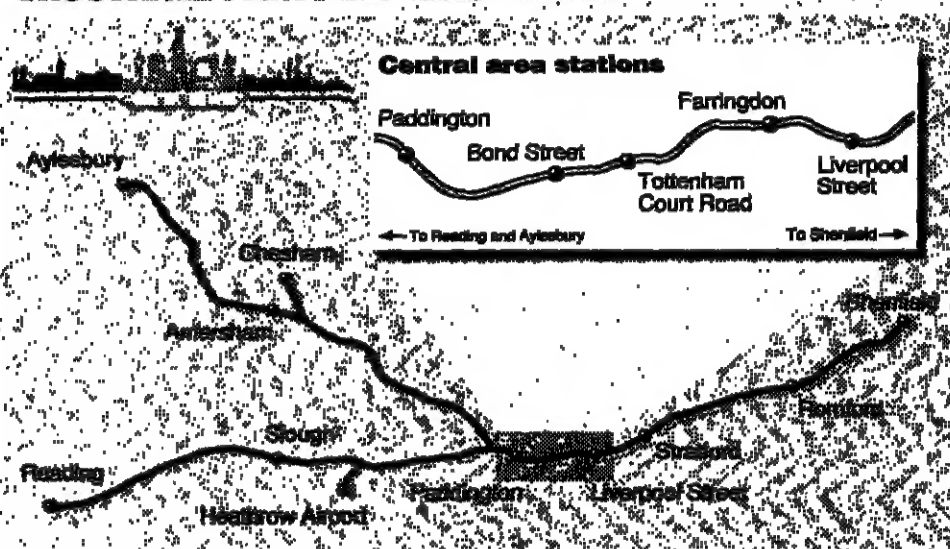 Central area stations
Farringdon
Paddington
Bond Street
Liverpool
Street
Tottenham
Court Road
To Reading and Aylesbury
To Shenfield
Aylesbury
Chesham
Shenfield
Amersham
Romford
Slough
Stratford
Reading
Paddington
Liverpool Street
Heathrow Airport